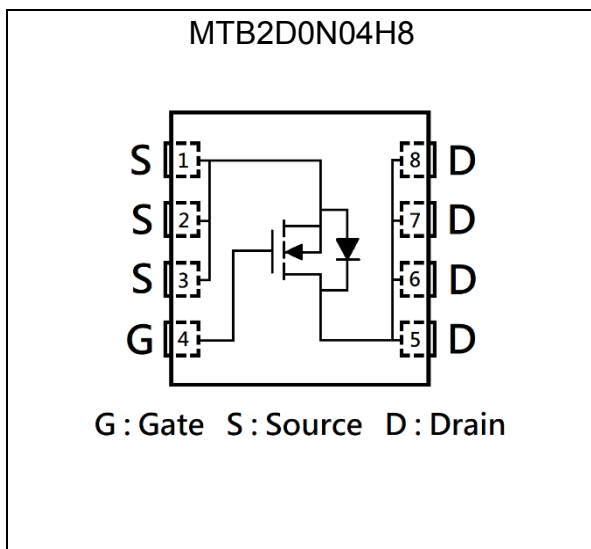 MTB2D0N04H8
S 1 8 D
S 2 7 D
S 3 6 D
G 4 5 D
G : Gate S : Source D : Drain